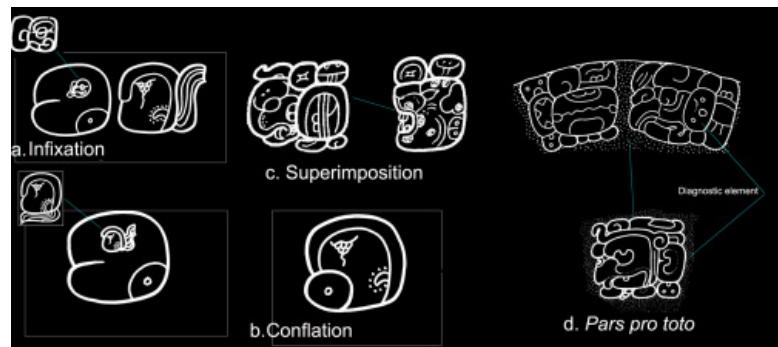 a. Infixation
c. Superimposition
Diagnostic element
b. Conflation
d. Pars pro toto